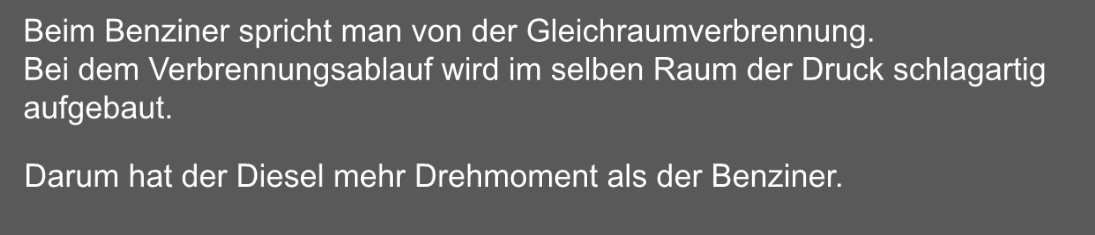 Beim Benziner spricht man von der Gleichraumverbrennung.
Bei dem Verbrennungsablauf wird im selben Raum der Druck schlagartig
aufgebaut.
Darum hat der Diesel mehr Drehmoment als der Benziner.